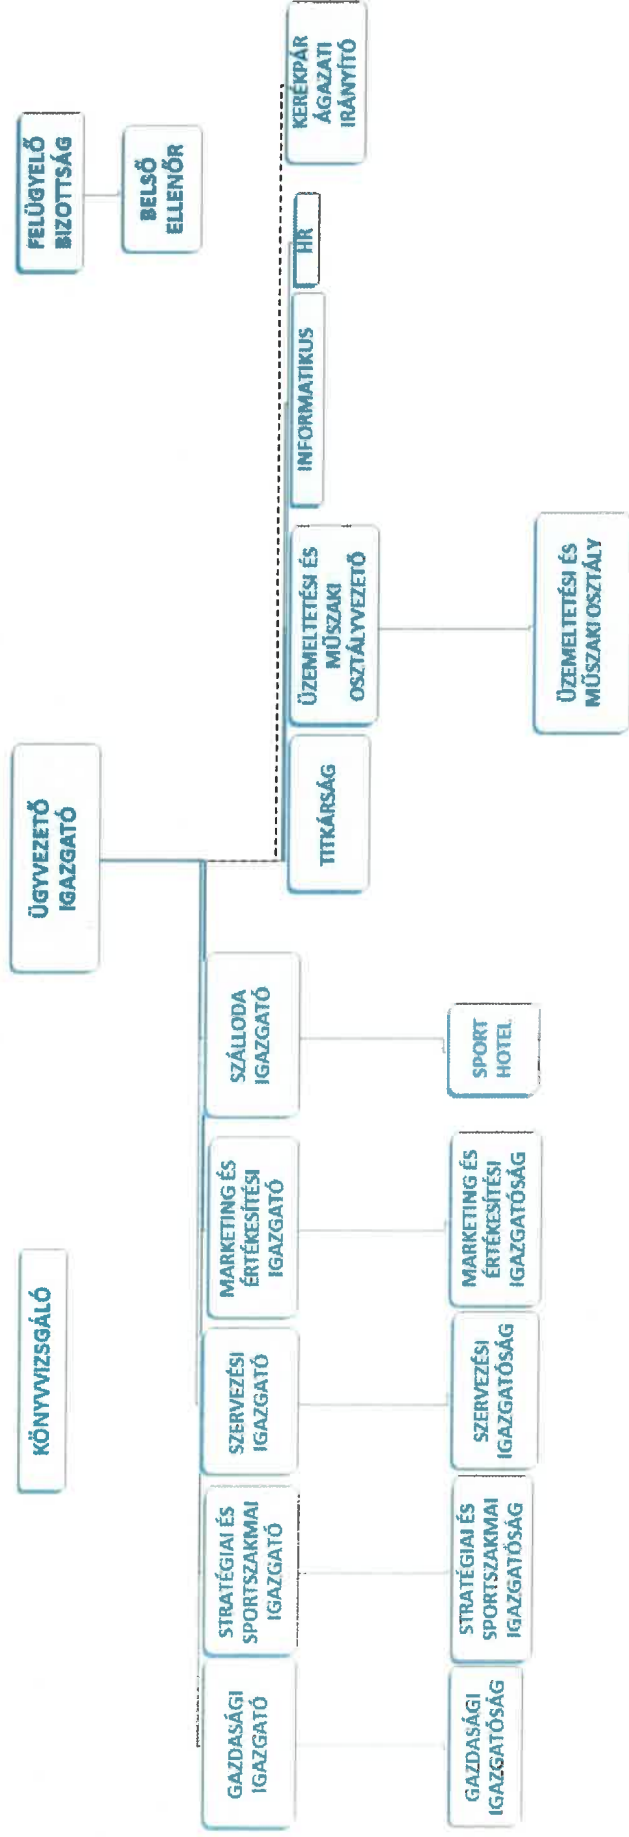 KÖNYVVIZSGÁLÓ
ÜGYVEZETŐ
IGAZGATÓ
FELÜGYELŐ
BIZOTTSÁG
BELSŐ
ELLENŐR
GAZDASÁGI
IGAZGATÓ
STRATÉGIAI ÉS
SPORTSZAKMAI
IGAZGATÓ
SZERVEZÉSI
IGAZGATÓ
MARKETING ÉS
ÉRTÉKESÍTÉSI
IGAZGATÓ
SZÁLLODA
IGAZGATÓ
TITKÁRSÁG
ÜZEMELTETÉSI ÉS
MŰSZAKI
OSZTÁLYVEZETŐ
INFORMATIKUS
HR
KERÉKPÁR
ÁGAZATI
IRÁNYÍTÓ
GAZDASÁGI
IGAZGATÓSÁG
STRATÉGIAI ÉS
SPORTSZAKMAI
IGAZGATÓSÁG
SZERVEZÉSI
IGAZGATÓSÁG
MARKETING ÉS
ÉRTÉKESÍTÉSI
IGAZGATÓSÁG
SPORT
HOTEL
ÜZEMELTETÉSI ÉS
MŰSZAKI OSZTÁLY